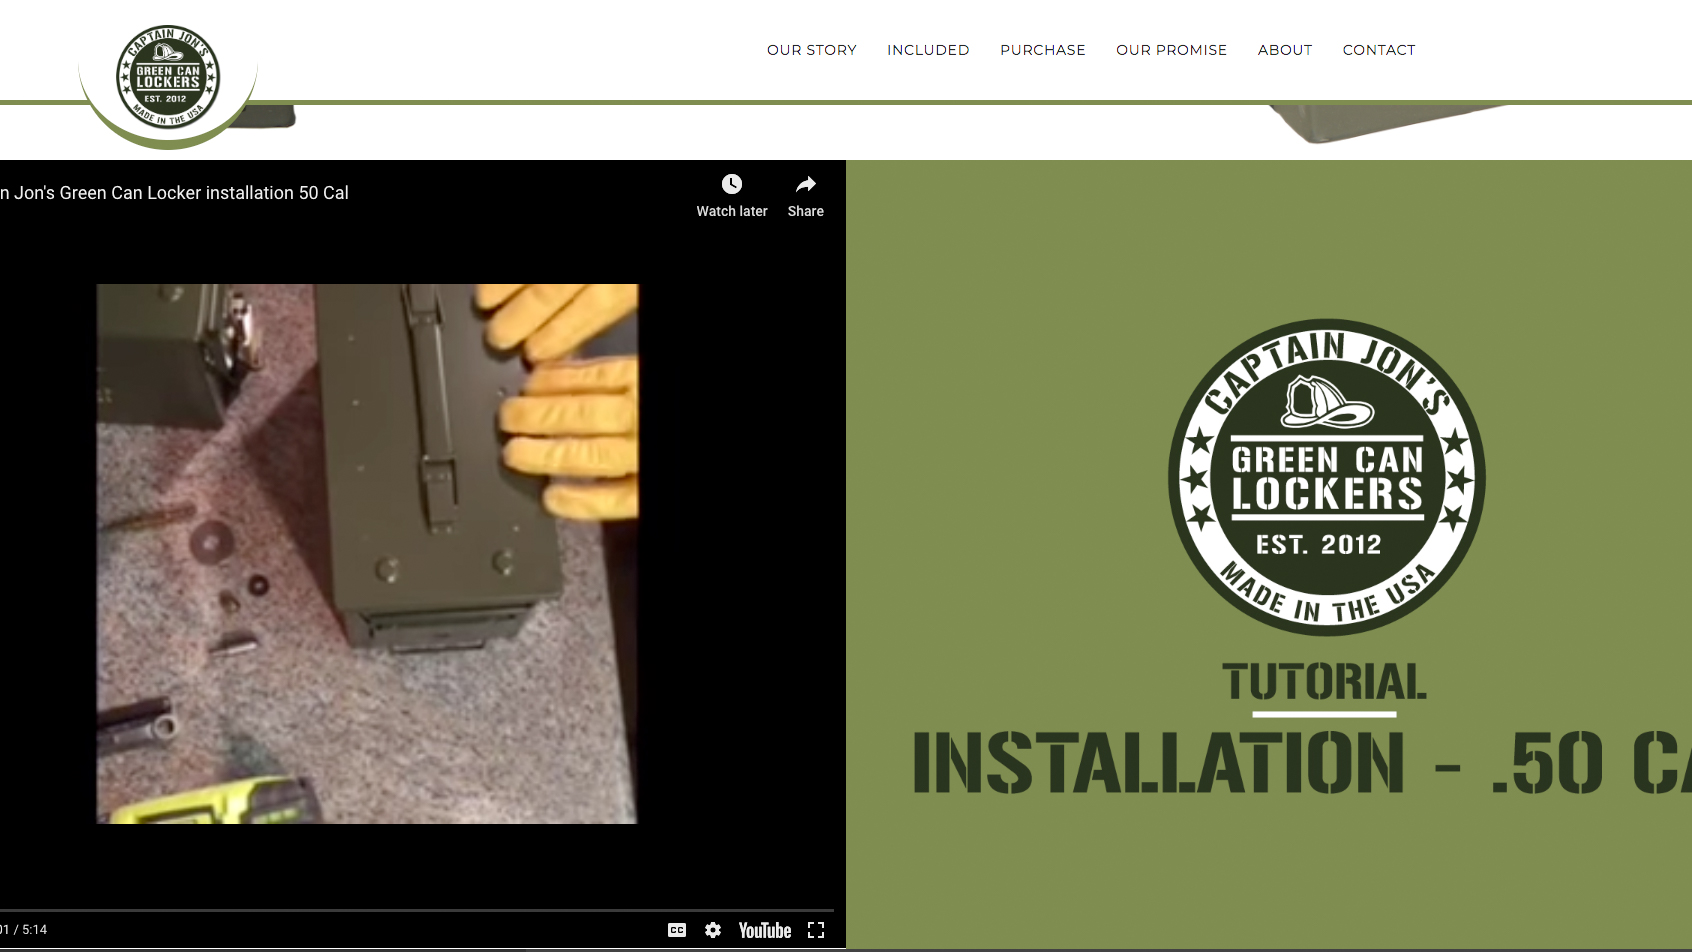 CAPTAIN JON'S
GREEN CAN
LOCKERS
EST. 2012
MADE IN THE USA
OUR STORY INCLUDED PURCHASE OUR PROMISE ABOUT CONTACT
n Jon's Green Can Locker installation 50 Cal
Watch later Share
CAPTAIN JON'S
GREEN CAN
LOCKERS
EST. 2012
MADE IN THE USA
TUTORIAL
INSTALLATION - .50 CA
01 / 5:14
CC
YouTube